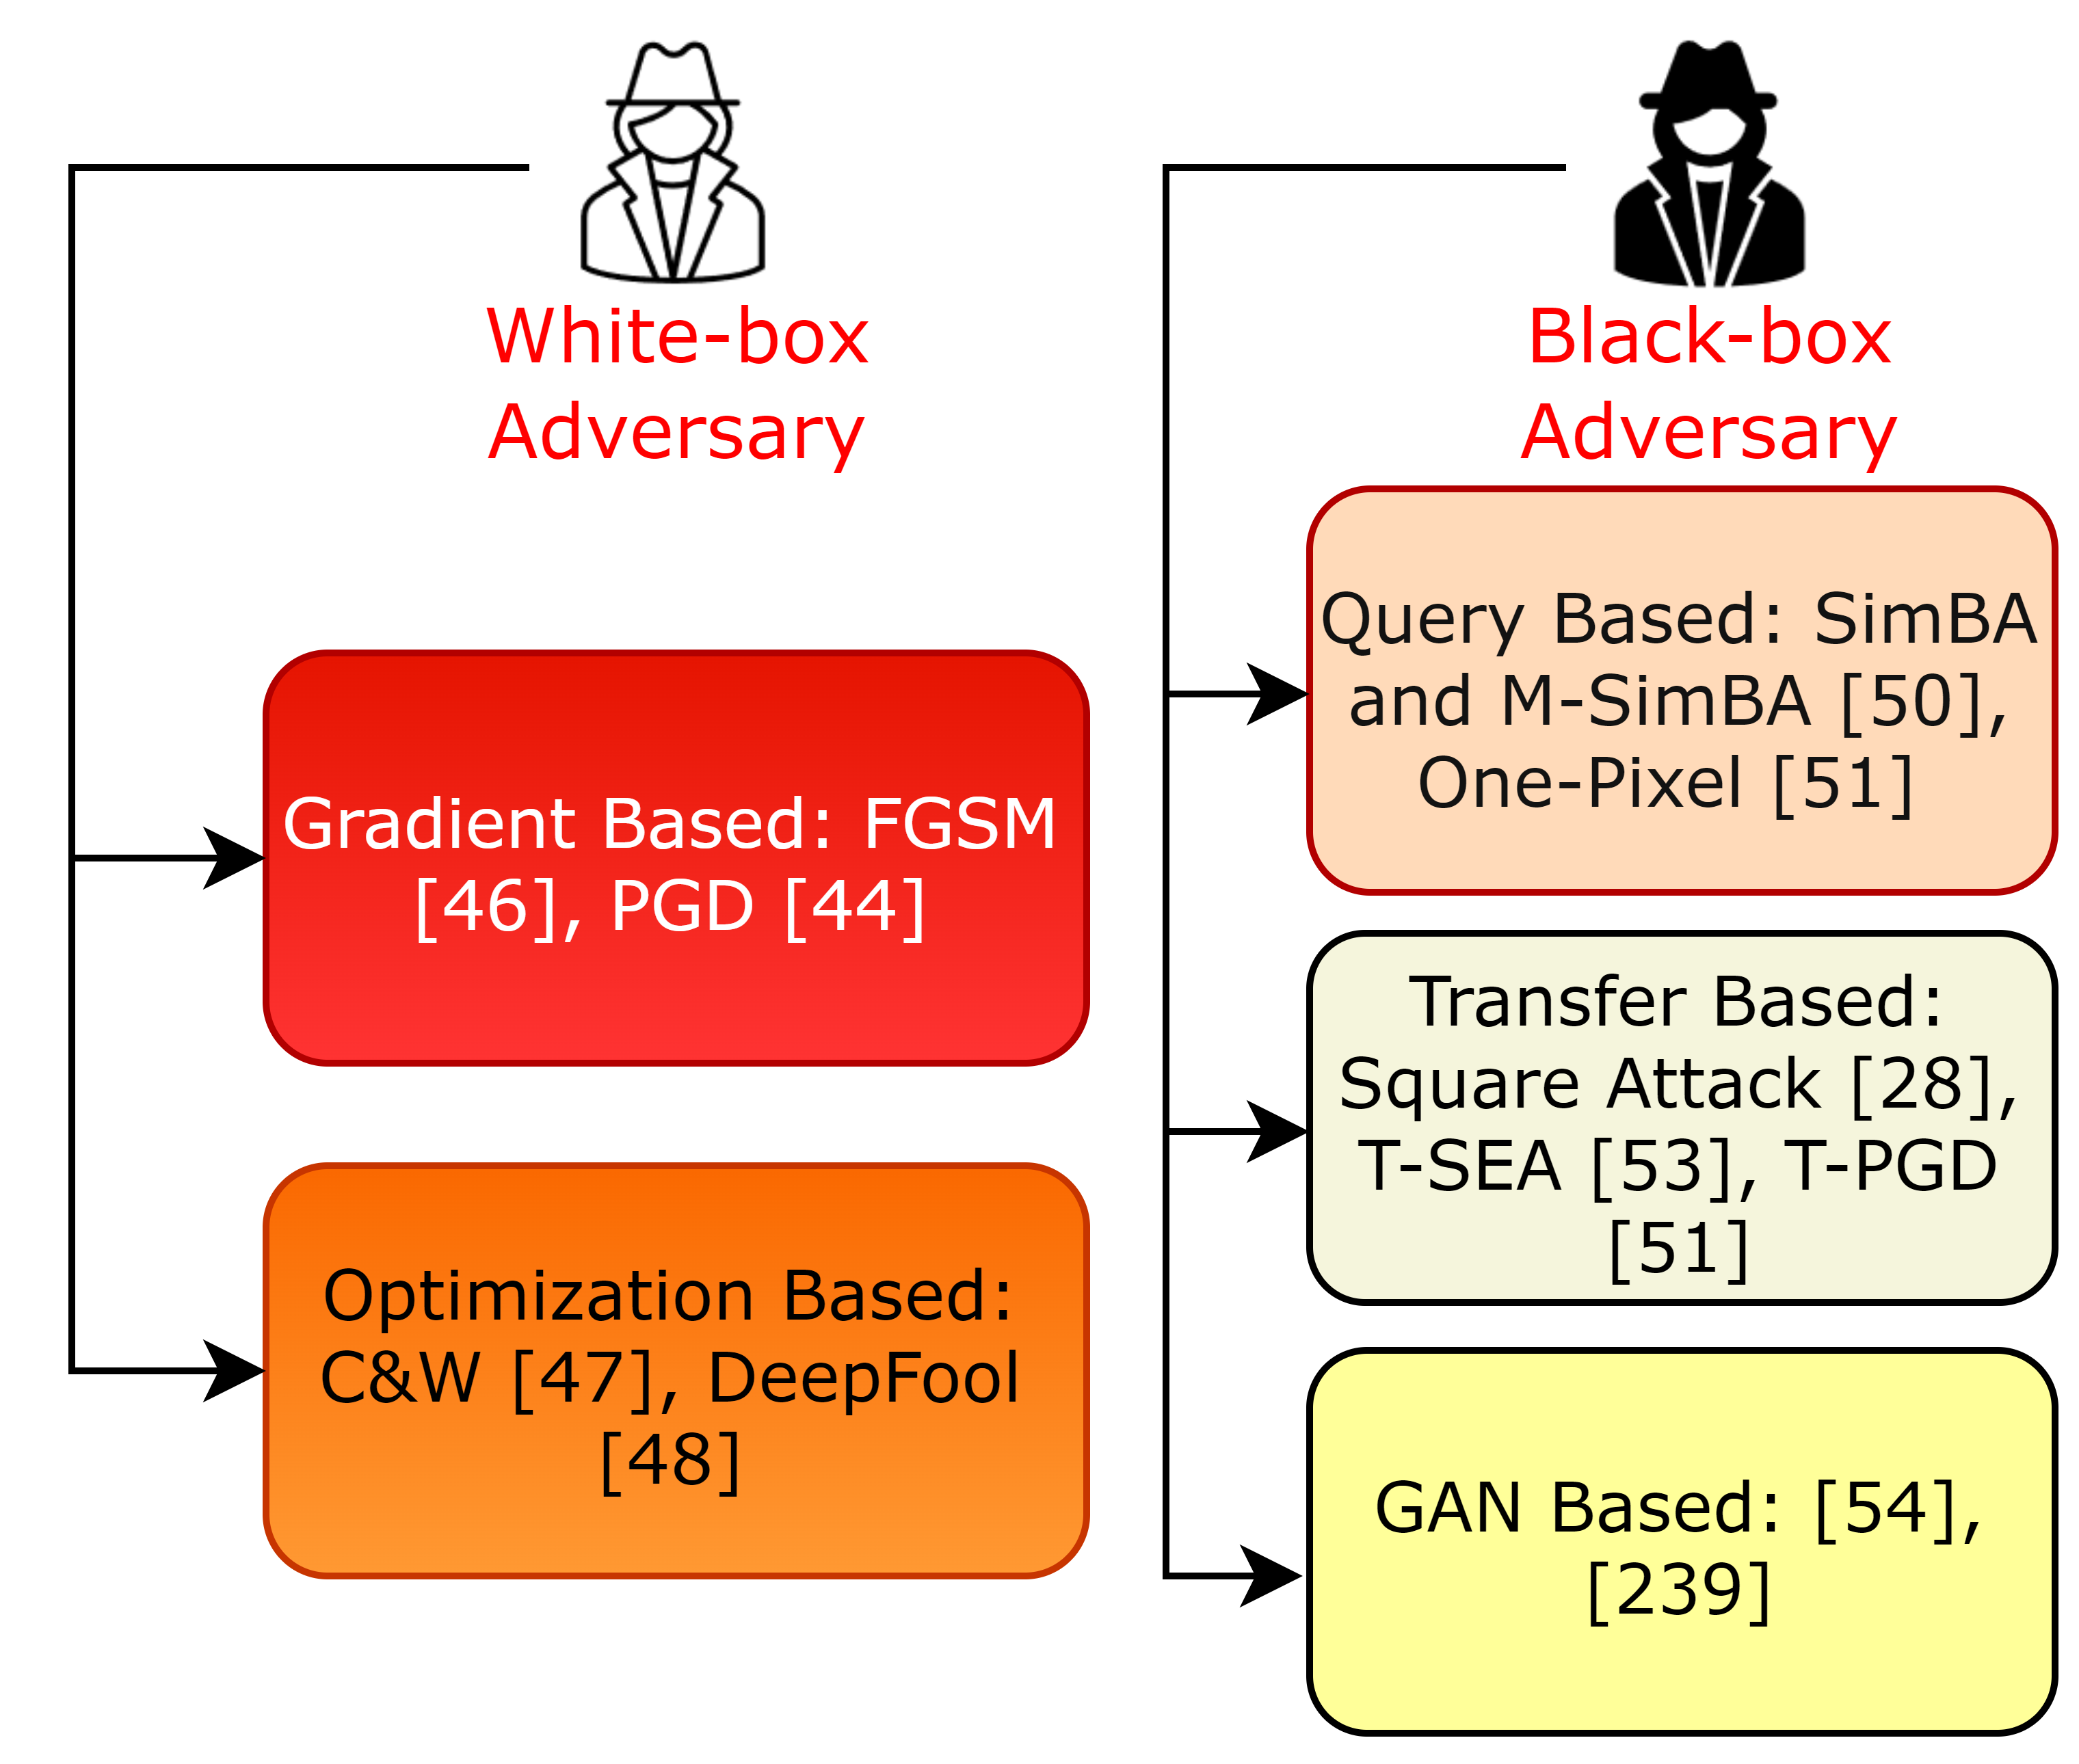 White-box
Adversary
Gradient Based: FGSM
[46], PGD [44]
Optimization Based:
C&W [47], DeepFool
[48]
Black-box
Adversary
Query Based: SimBA
and M-SimBA [50],
One-Pixel [51]
Transfer Based:
Square Attack [28],
T-SEA [53], T-PGD
[51]
GAN Based: [54],
[239]